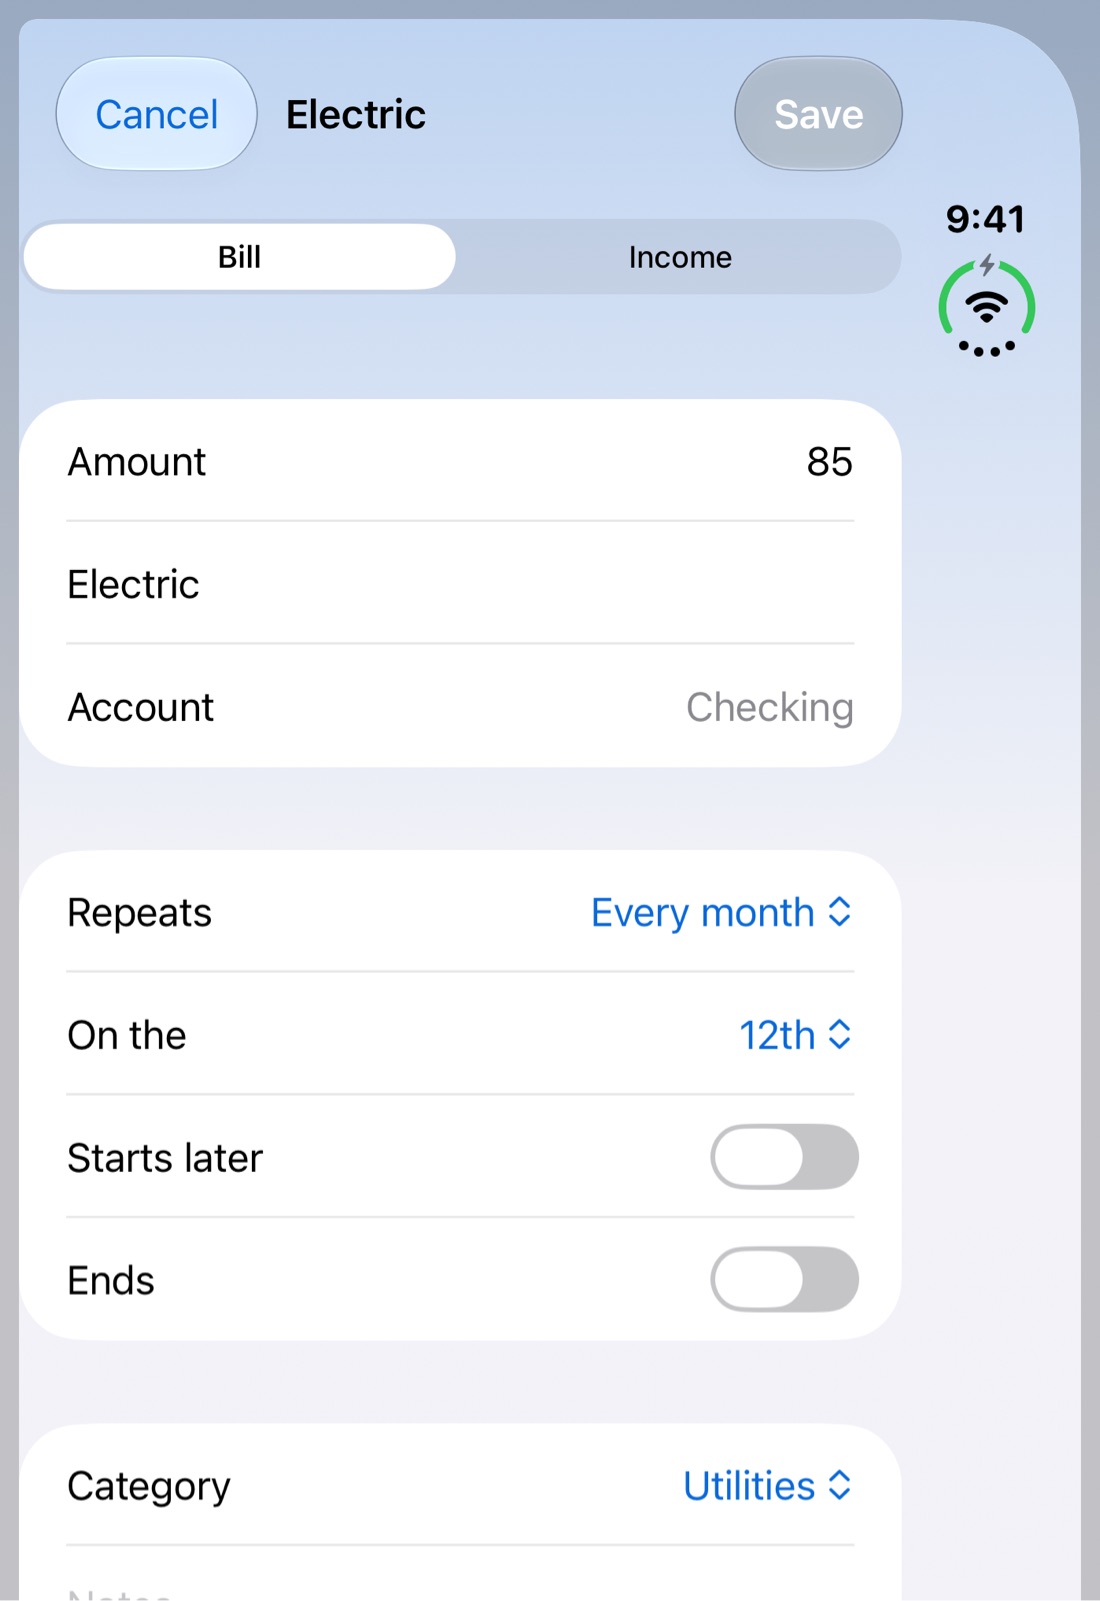 Cancel Electric Save
9:41
Bill Income
Amount 85
Electric
Account Checking
Repeats Every month
On the 12th
Starts later
Ends
Category Utilities
Notes